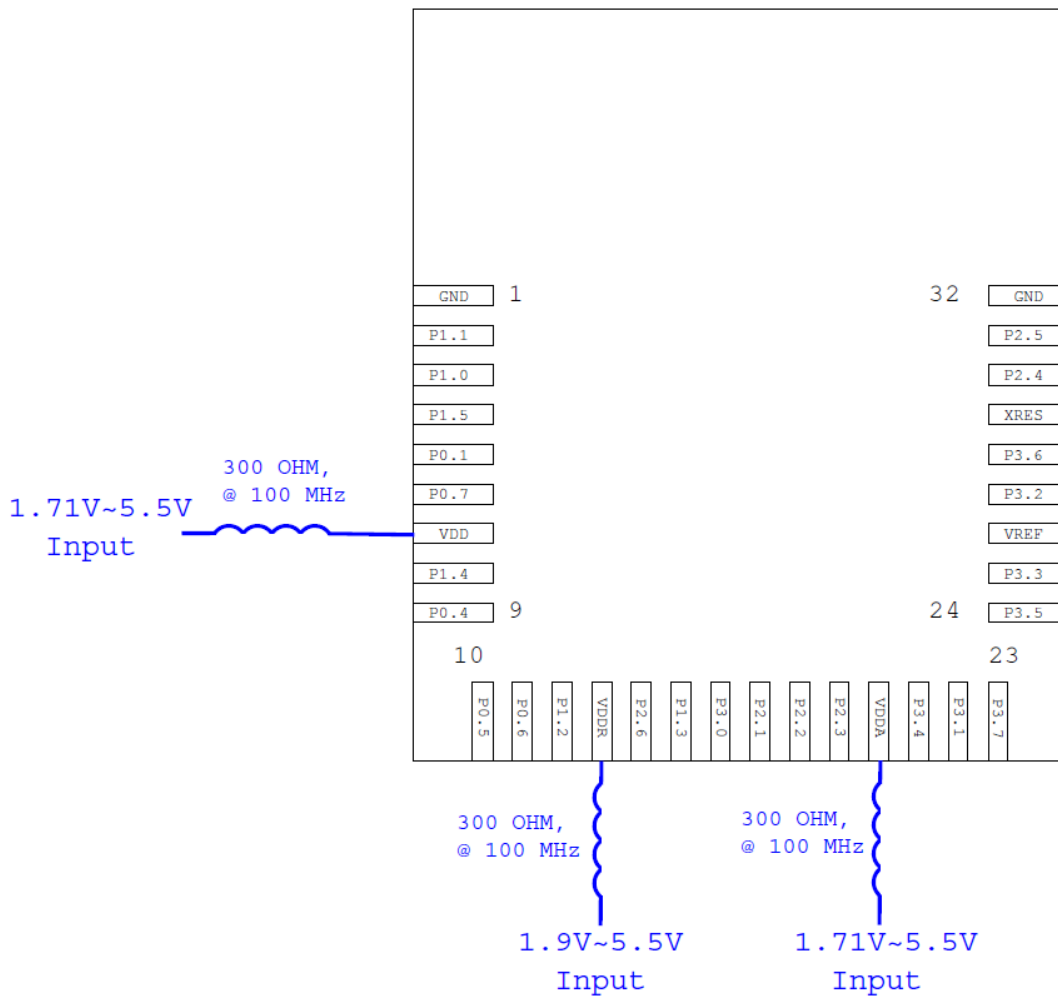 GND 1
P1.1
P1.0
P1.5
P0.1
P0.7
VDD
P1.4
P0.4 9
300 OHM,
@ 100 MHz
1.71V~5.5V
Input
32 GND
P2.5
P2.4
XRES
P3.6
P3.2
VREF
P3.3
24 P3.5
10
23
P0.5
P0.6
P1.2
VDDR
P2.6
P1.3
P3.0
P2.1
P2.2
P2.3
VDDA
P3.4
P3.1
P3.7
300 OHM,
@ 100 MHz
1.9V~5.5V
Input
300 OHM,
@ 100 MHz
1.71V~5.5V
Input